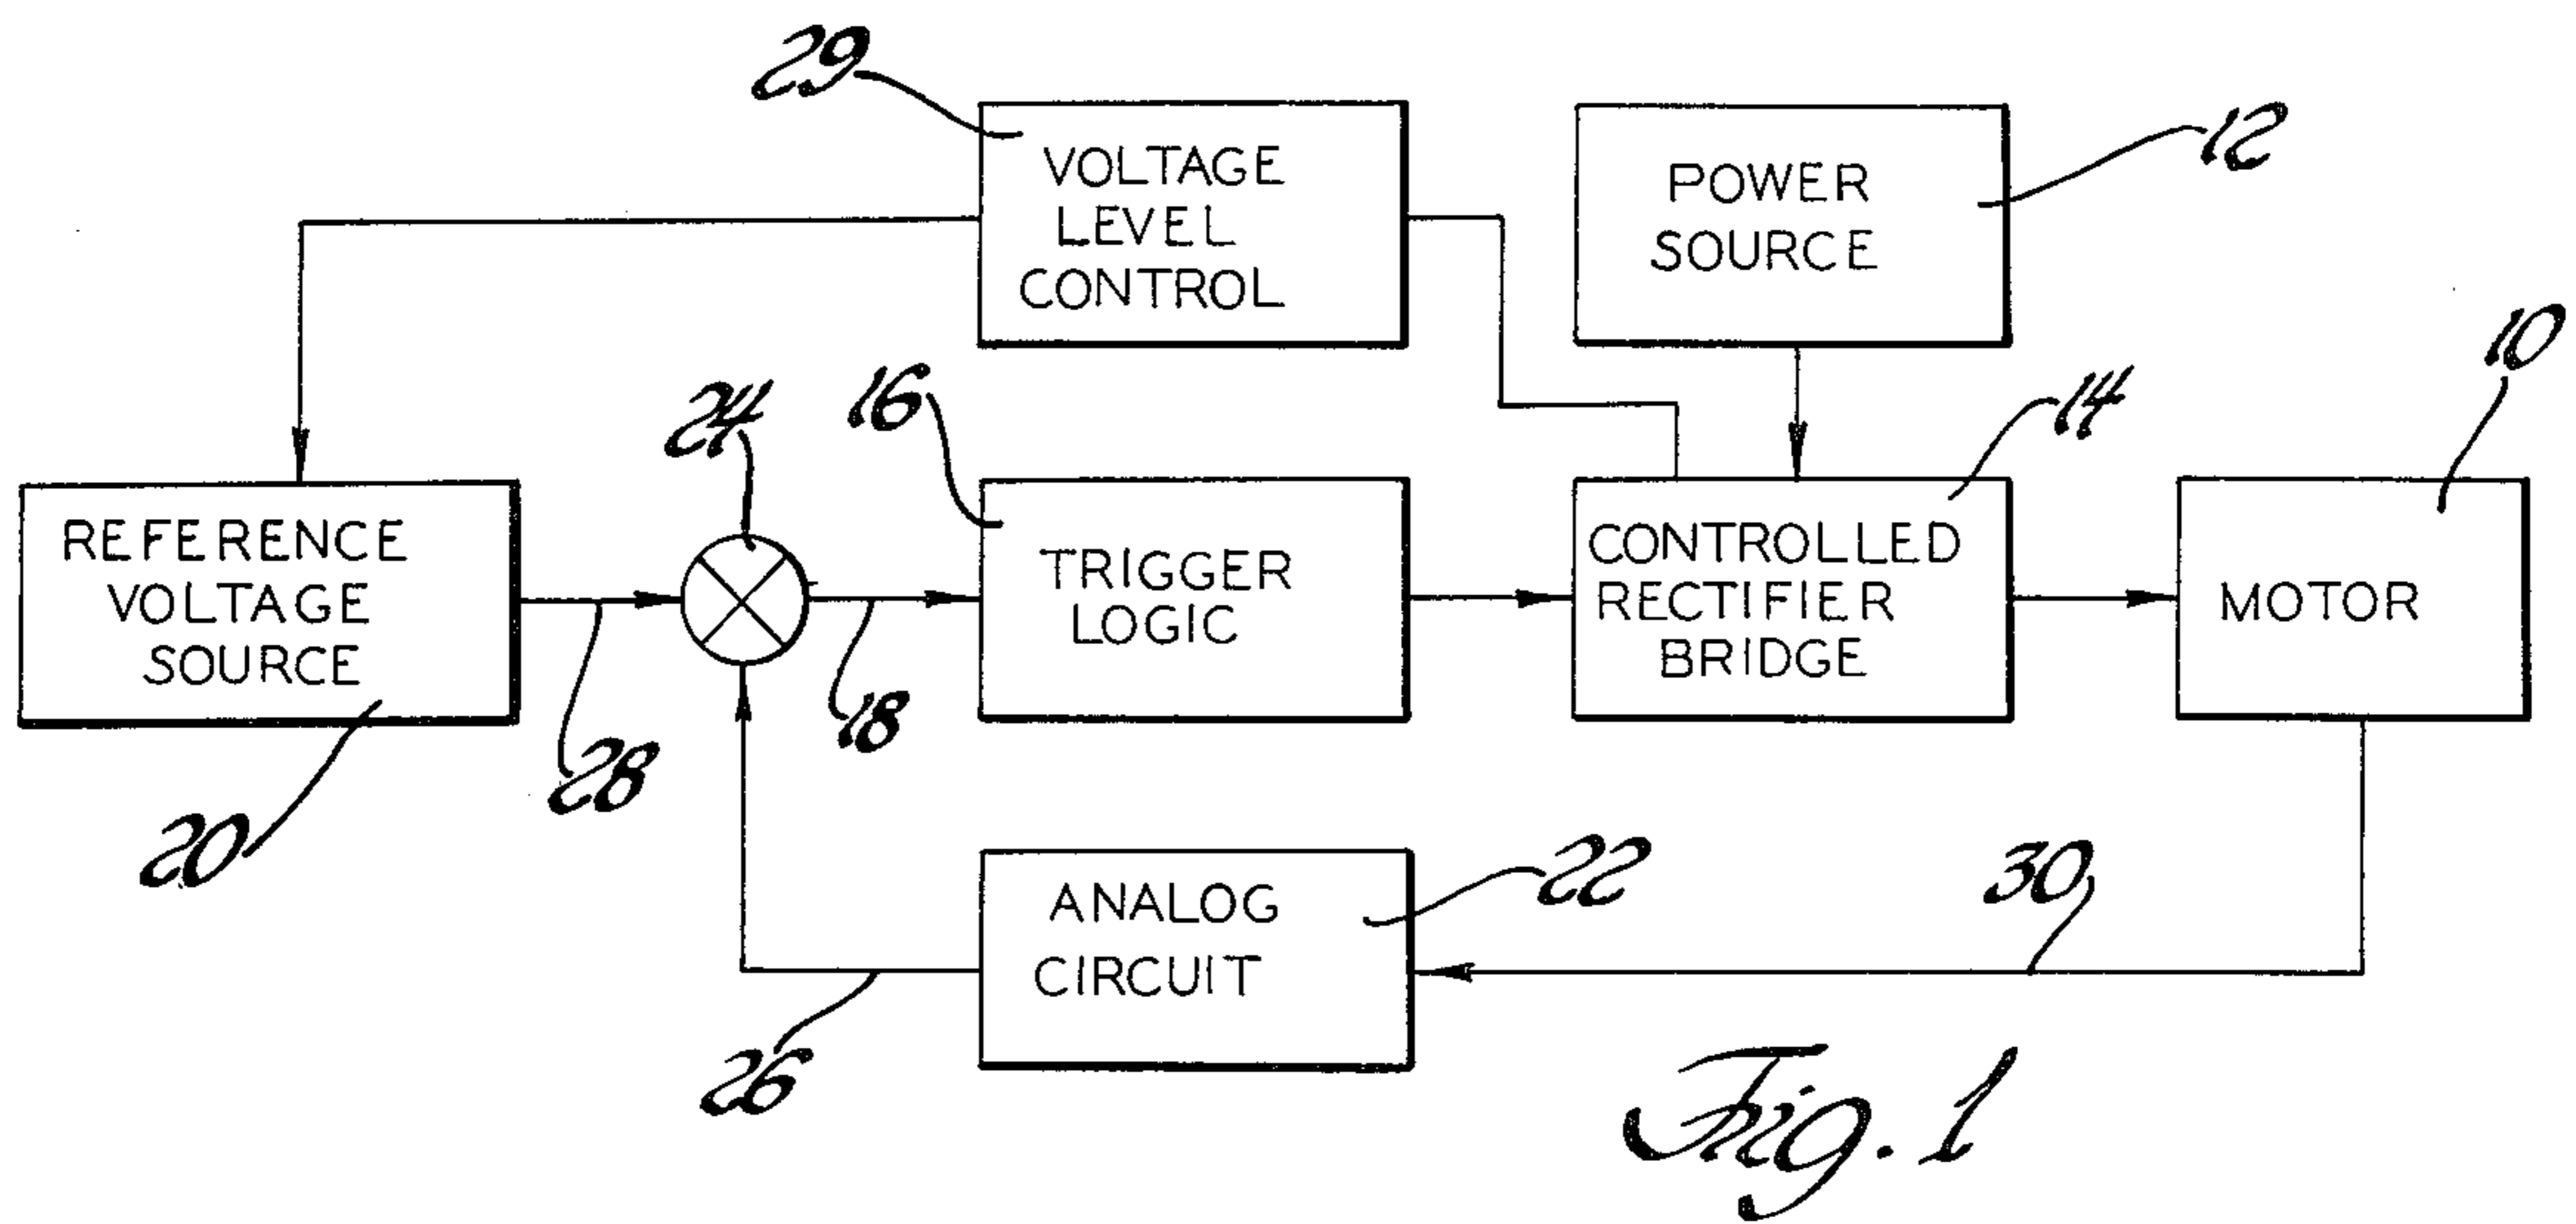 29
VOLTAGE
LEVEL
CONTROL
POWER
SOURCE
12
10
24
16
14
REFERENCE
VOLTAGE
SOURCE
TRIGGER
LOGIC
CONTROLLED
RECTIFIER
BRIDGE
MOTOR
28
18
20
ANALOG
CIRCUIT
22
30
26
Fig. 1